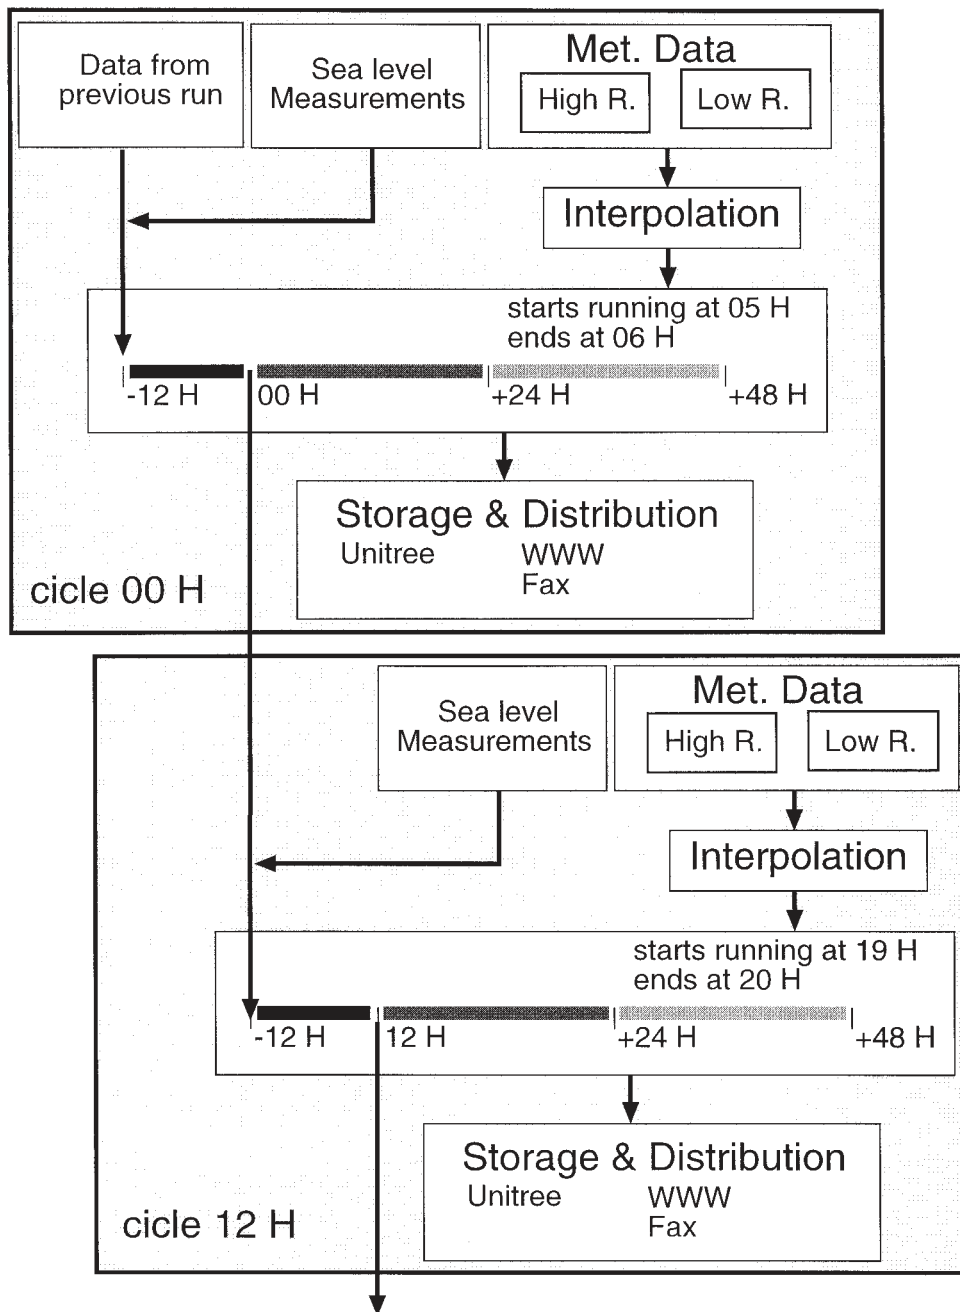 Data from
previous run
Sea level
Measurements
Met. Data
High R.
Low R.
Interpolation
starts running at 05 H
ends at 06 H
-12 H
00 H
+24 H
+48 H
Storage & Distribution
Unitree
WWW
Fax
cicle 00 H
Sea level
Measurements
Met. Data
High R.
Low R.
Interpolation
starts running at 19 H
ends at 20 H
-12 H
12 H
+24 H
+48 H
Storage & Distribution
Unitree
WWW
Fax
cicle 12 H